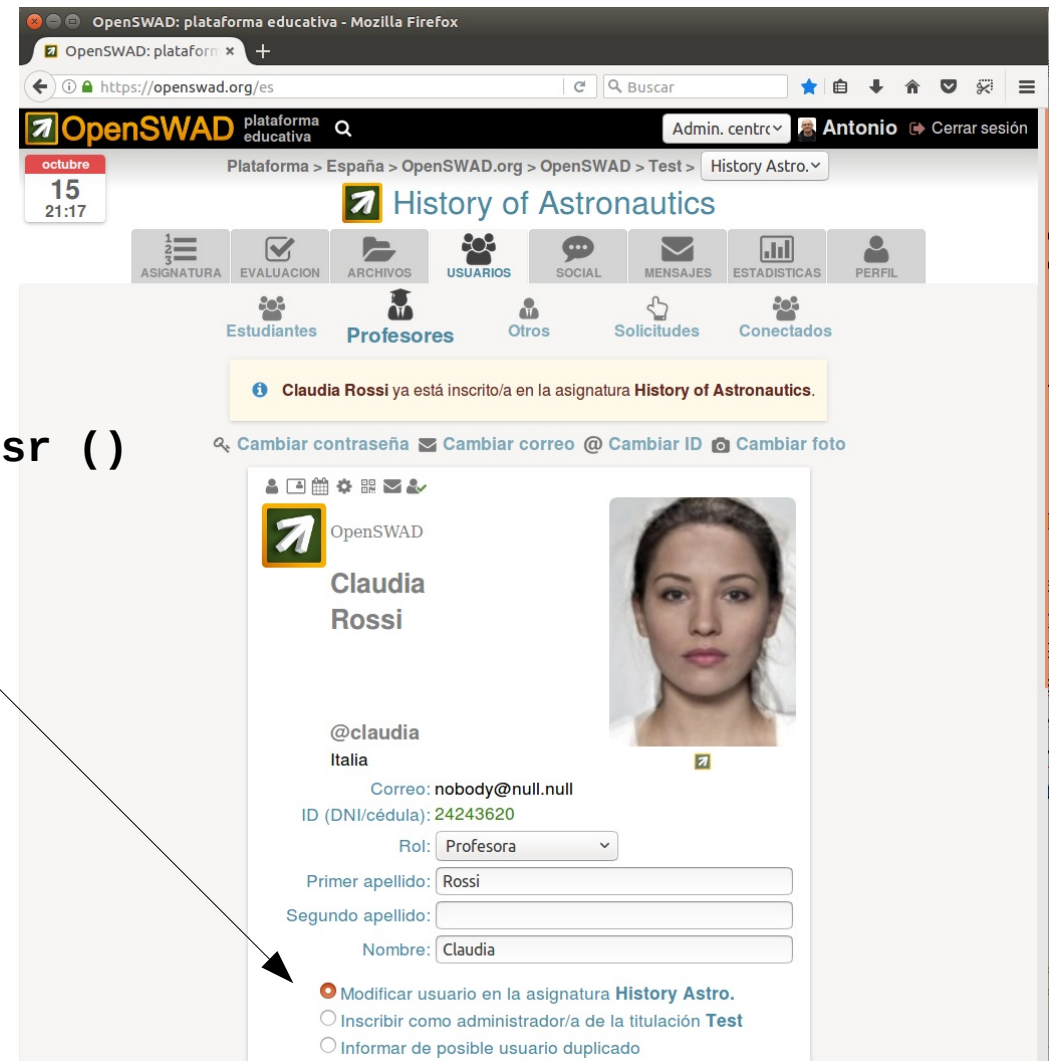 OpenSWAD: plataforma educativa - Mozilla Firefox
OpenSWAD: plataform × +
https://openswad.org/es Buscar
OpenSWAD plataforma educativa Admin. centro Antonio Cerrar sesión
octubre
15
21:17
Plataforma > España > OpenSWAD.org > OpenSWAD > Test > History Astro.
History of Astronautics
1 2 3
ASIGNATURA EVALUACION ARCHIVOS USUARIOS SOCIAL MENSAJES ESTADISTICAS PERFIL
Estudiantes Profesores Otros Solicitudes Conectados
Claudia Rossi ya está inscrito/a en la asignatura History of Astronautics.
sr ()
Cambiar contraseña Cambiar correo @ Cambiar ID Cambiar foto
OpenSWAD
Claudia
Rossi
@claudia
Italia
Correo: nobody@null.null
ID (DNI/cédula): 24243620
Rol: Profesora
Primer apellido: Rossi
Segundo apellido:
Nombre: Claudia
Modificar usuario en la asignatura History Astro.
Inscribir como administrador/a de la titulación Test
Informar de posible usuario duplicado